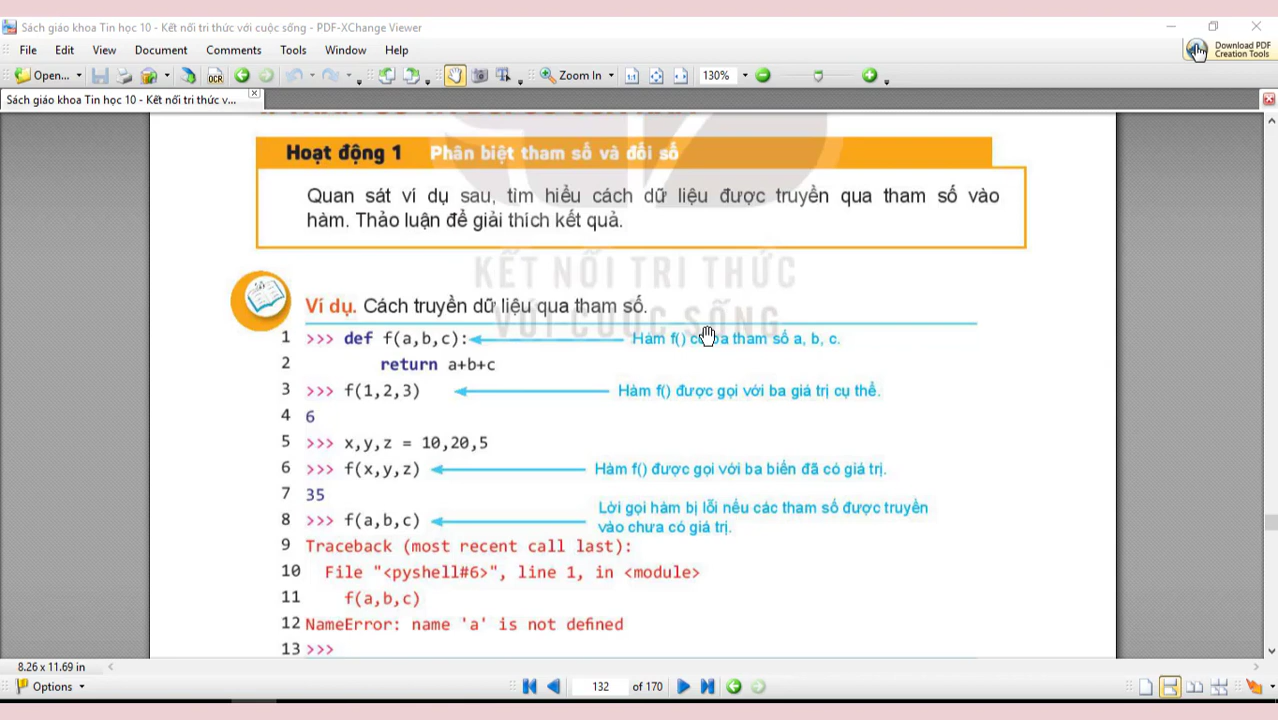 Sách giáo khoa Tin học 10 - Kết nối tri thức với cuộc sống - PDF-XChange Viewer
File Edit View Document Comments Tools Window Help
Download PDF
Creation Tools
Open... OCR Zoom In 130%
Sách giáo khoa Tin học 10 - Kết nối tri thức v...
Hoạt động 1 Phân biệt tham số và đối số
Quan sát ví dụ sau, tìm hiểu cách dữ liệu được truyền qua tham số vào
hàm. Thảo luận để giải thích kết quả.
KẾT NỐI TRI THỨC
VỚI CUỘC SỐNG
Ví dụ. Cách truyền dữ liệu qua tham số.
1 >>> def f(a,b,c): Hàm f() có ba tham số a, b, c.
2 return a+b+c
3 >>> f(1,2,3) Hàm f() được gọi với ba giá trị cụ thể.
4 6
5 >>> x,y,z = 10,20,5
6 >>> f(x,y,z) Hàm f() được gọi với ba biến đã có giá trị.
7 35
8 >>> f(a,b,c) Lời gọi hàm bị lỗi nếu các tham số được truyền
vào chưa có giá trị.
9 Traceback (most recent call last):
10 File "<pyshell#6>", line 1, in <module>
11 f(a,b,c)
12 NameError: name 'a' is not defined
13 >>>
8.26 x 11.69 in
Options 132 of 170